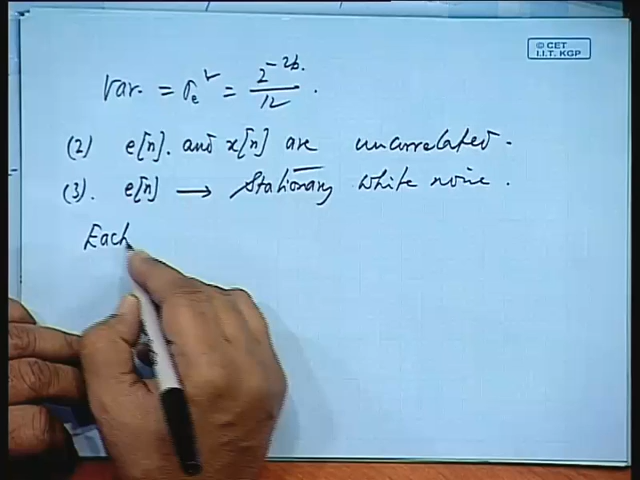 © CET
I.I.T. KGP
Var. = σₑ² = 2⁻²ᵇ/12 .
(2) e[n]. and x[n] are uncorrelated.
(3). e[n] → Stationary white noise.
Each